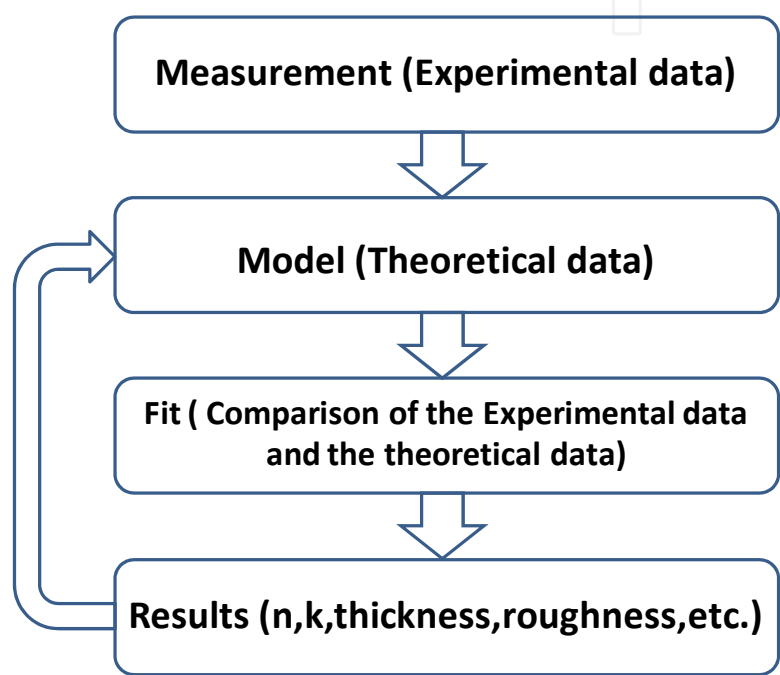 Measurement (Experimental data)
Model (Theoretical data)
Fit ( Comparison of the Experimental data
and the theoretical data)
Results (n,k,thickness,roughness,etc.)